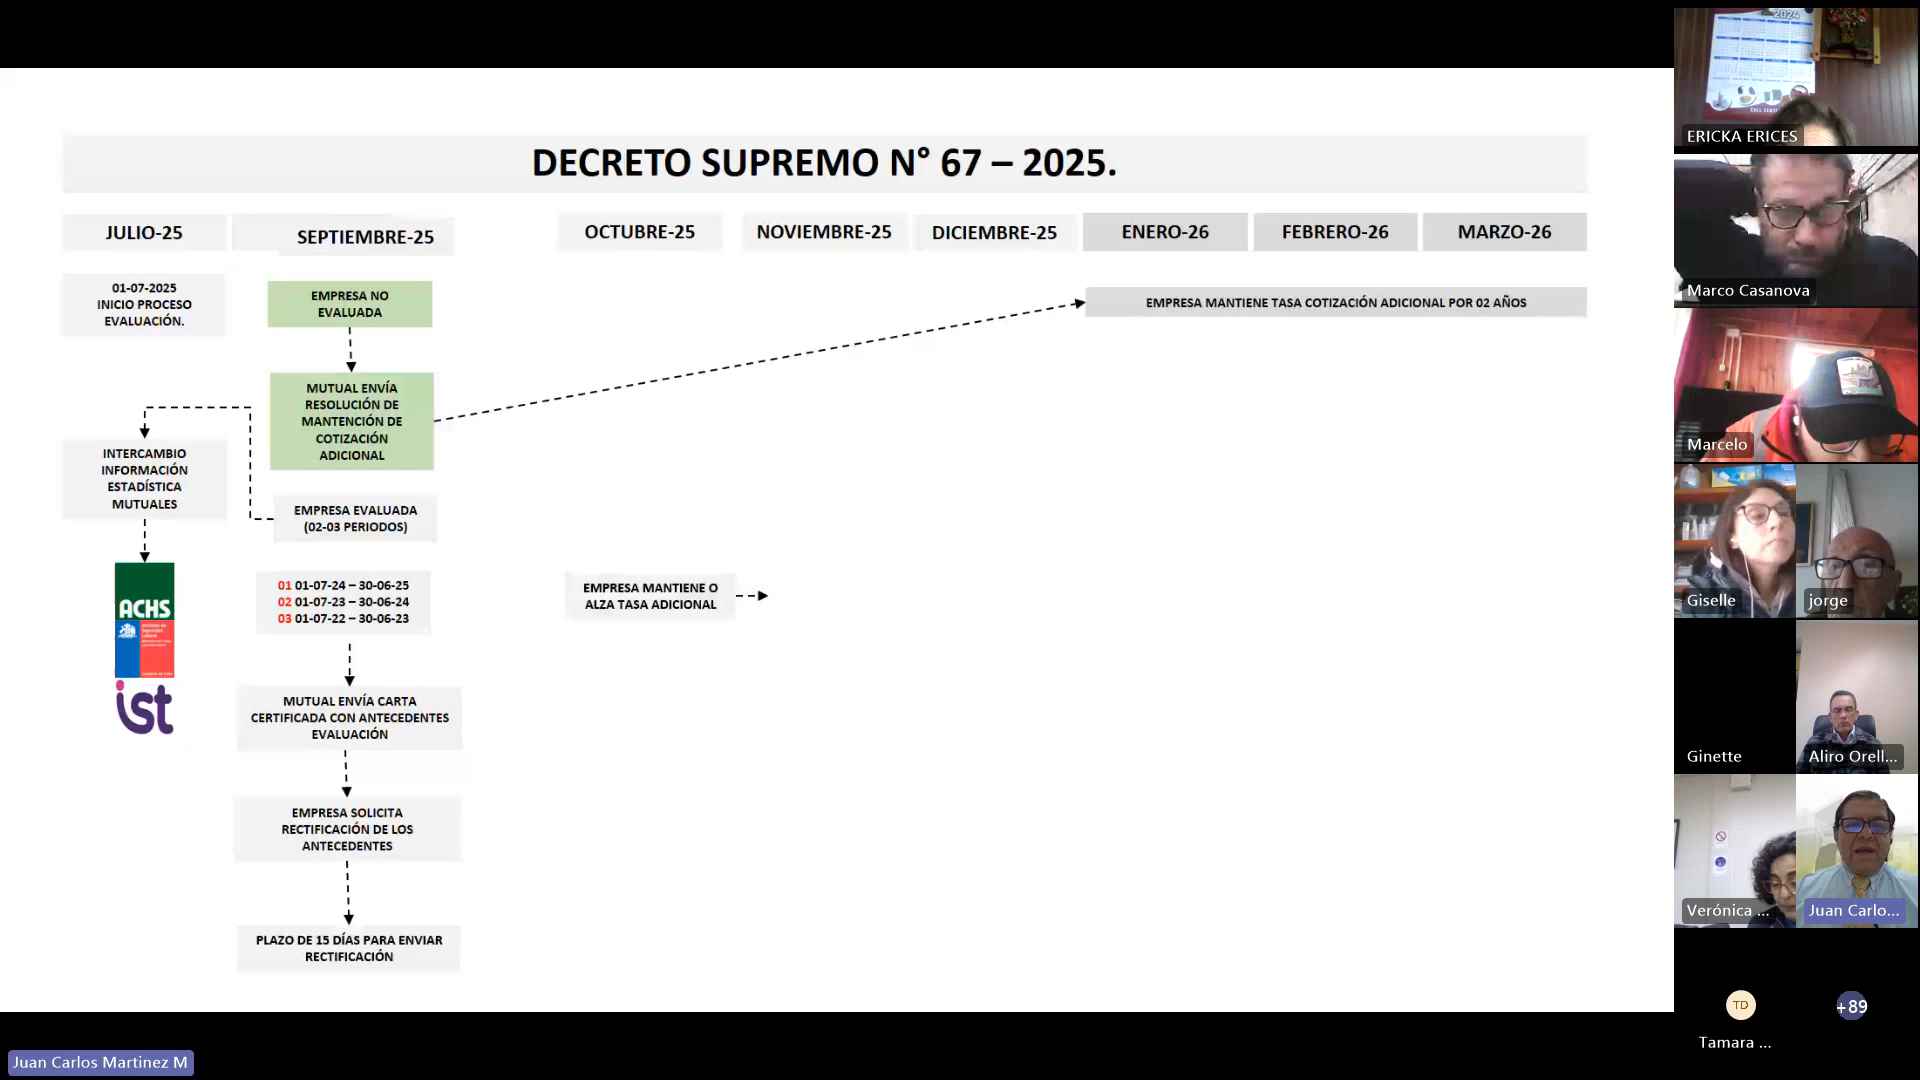 DECRETO SUPREMO N° 67 – 2025.
JULIO-25
SEPTIEMBRE-25
OCTUBRE-25
NOVIEMBRE-25
DICIEMBRE-25
ENERO-26
FEBRERO-26
MARZO-26
01-07-2025
INICIO PROCESO
EVALUACIÓN.
EMPRESA NO
EVALUADA
EMPRESA MANTIENE TASA COTIZACIÓN ADICIONAL POR 02 AÑOS
MUTUAL ENVÍA
RESOLUCIÓN DE
MANTENCIÓN DE
COTIZACIÓN
ADICIONAL
INTERCAMBIO
INFORMACIÓN
ESTADÍSTICA
MUTUALES
EMPRESA EVALUADA
(02-03 PERIODOS)
ACHS
ist
01 01-07-24 – 30-06-25
02 01-07-23 – 30-06-24
03 01-07-22 – 30-06-23
EMPRESA MANTIENE O
ALZA TASA ADICIONAL
MUTUAL ENVÍA CARTA
CERTIFICADA CON ANTECEDENTES
EVALUACIÓN
EMPRESA SOLICITA
RECTIFICACIÓN DE LOS
ANTECEDENTES
PLAZO DE 15 DÍAS PARA ENVIAR
RECTIFICACIÓN
Juan Carlos Martinez M
2024
CALL CENT
ERICKA ERICES
Marco Casanova
Marcelo
Giselle
jorge
Ginette
Aliro Orell...
Verónica ...
Juan Carlo...
TD
+89
Tamara ...